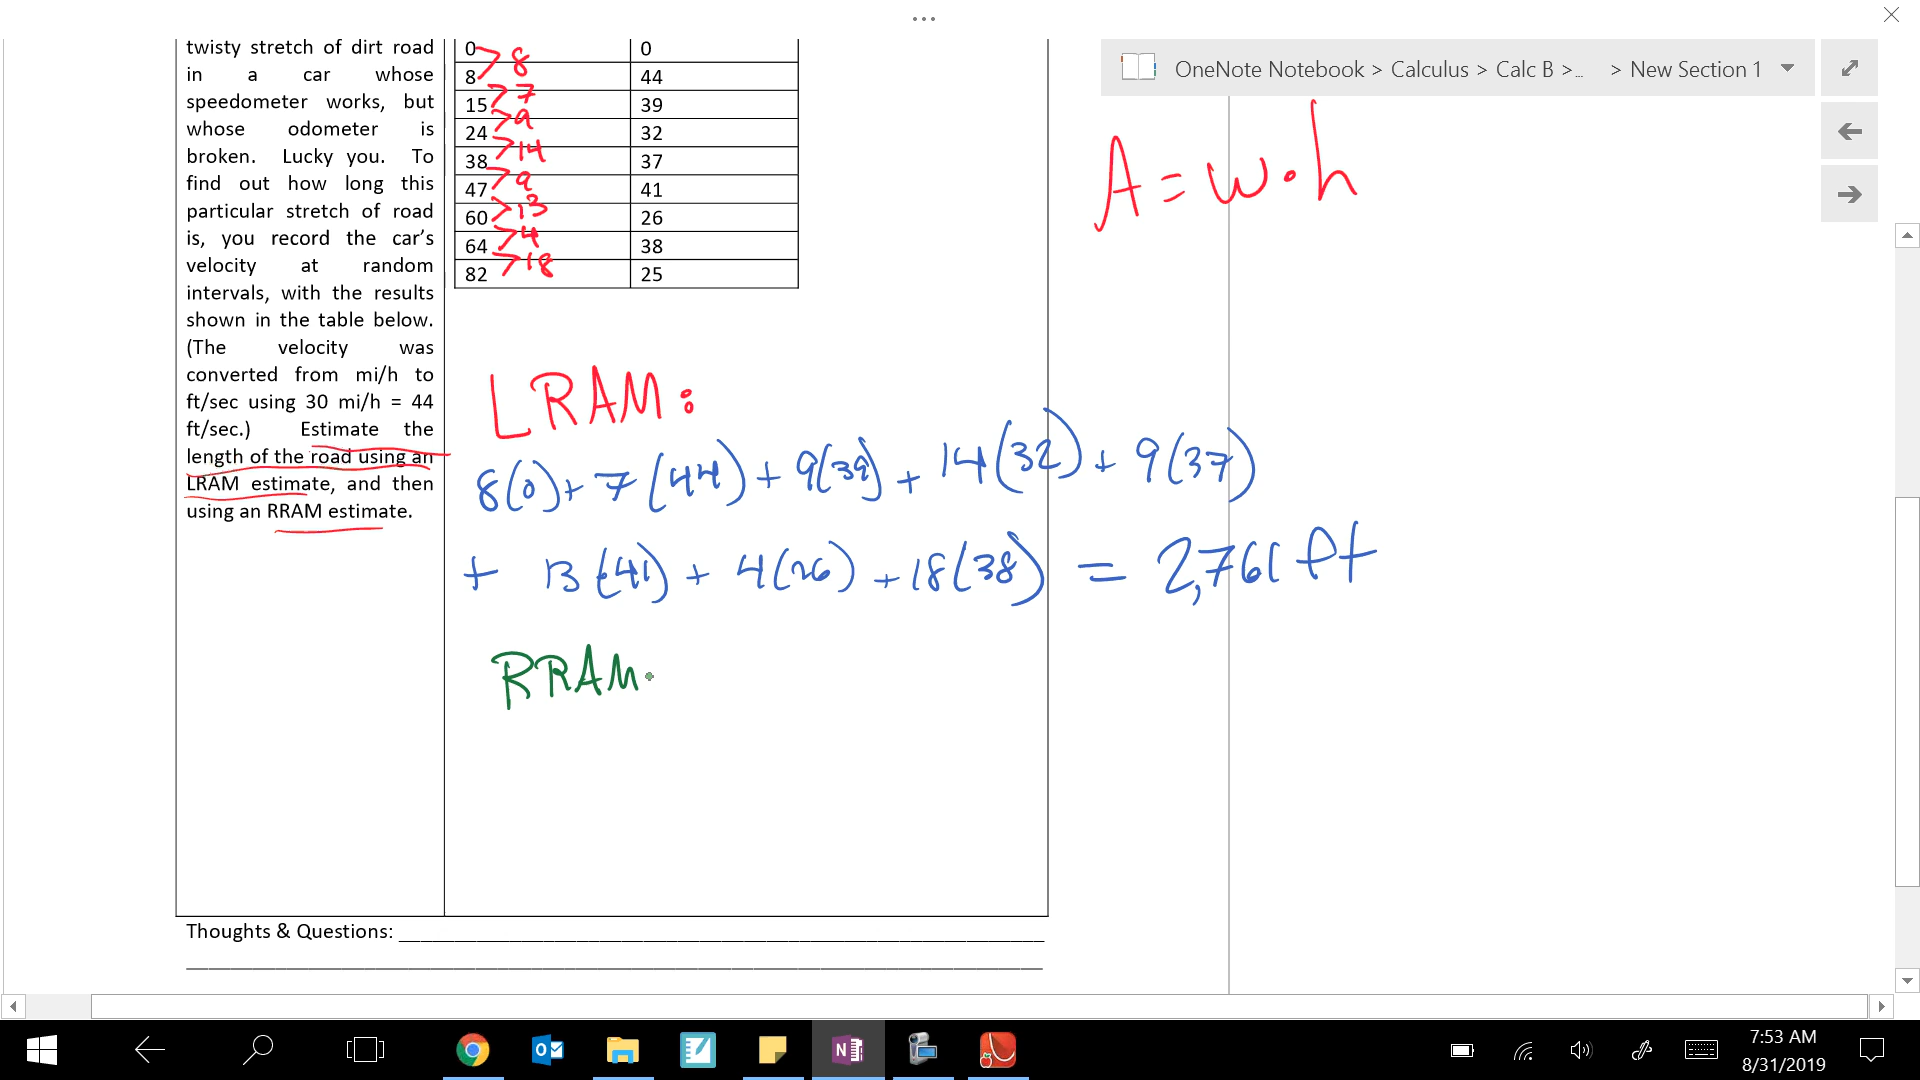 OneNote Notebook > Calculus > Calc B >... > New Section 1
twisty stretch of dirt road
in a car whose
speedometer works, but
whose odometer is
broken. Lucky you. To
find out how long this
particular stretch of road
is, you record the car's
velocity at random
intervals, with the results
shown in the table below.
(The velocity was
converted from mi/h to
ft/sec using 30 mi/h = 44
ft/sec.) Estimate the
length of the road using an
LRAM estimate, and then
using an RRAM estimate.
0 > 8 0
8 > 7 44
15 > 9 39
24 > 14 32
38 > 9 37
47 > 13 41
60 > 4 26
64 > 18 38
82 25
A = w · h
LRAM:
8(0) + 7(44) + 9(39) + 14(32) + 9(37)
+ 13(41) + 4(26) + 18(38) = 2,761 ft
RRAM.
Thoughts & Questions:
7:53 AM
8/31/2019